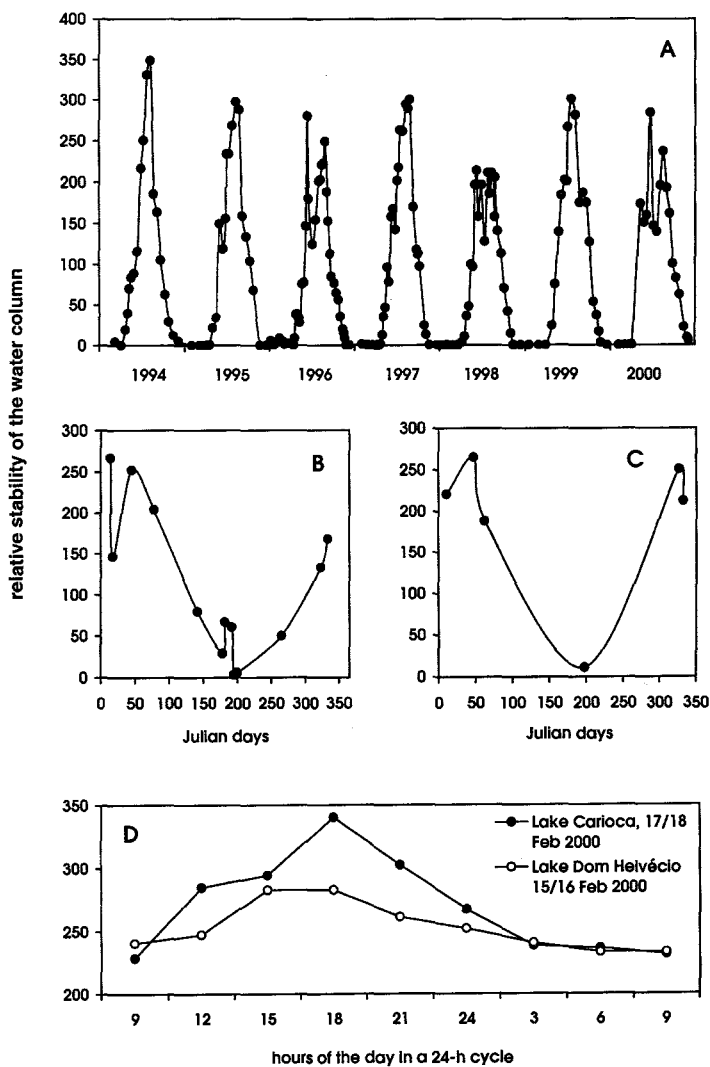 relative stability of the water column
A
400
350
300
250
200
150
100
50
0
1994 1995 1996 1997 1998 1999 2000
B
300
250
200
150
100
50
0
0 50 100 150 200 250 300 350
Julian days
C
300
250
200
150
100
50
0
0 50 100 150 200 250 300 350
Julian days
D
350
300
250
200
Lake Carioca, 17/18
Feb 2000
Lake Dom Helvécio
15/16 Feb 2000
9 12 15 18 21 24 3 6 9
hours of the day in a 24-h cycle